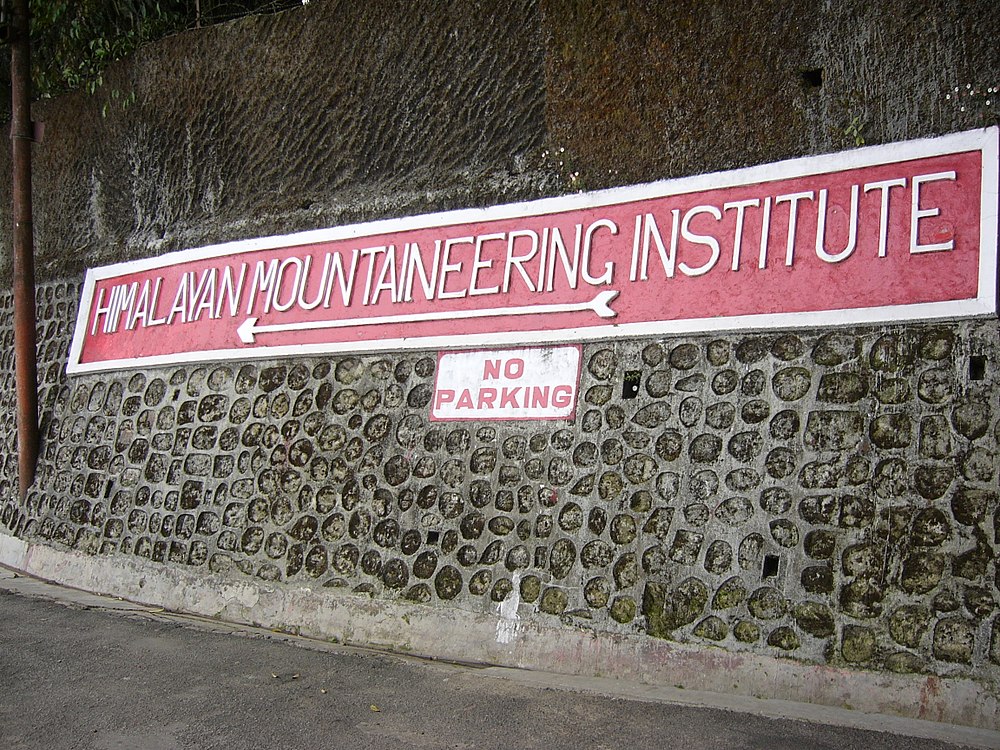 HIMALAYAN MOUNTAINEERING INSTITUTE
NO
PARKING